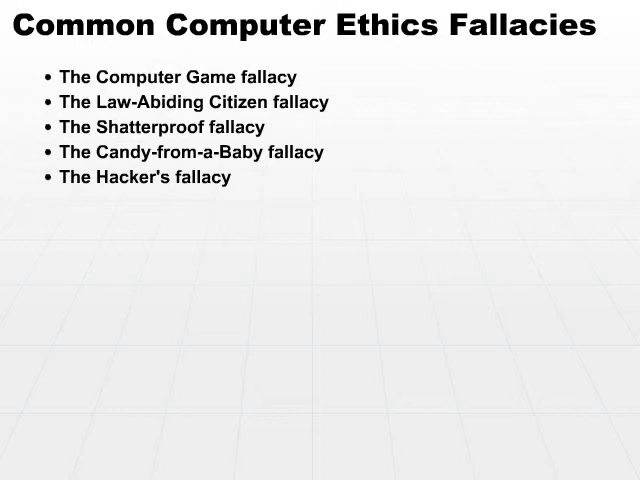 Common Computer Ethics Fallacies
• The Computer Game fallacy
• The Law-Abiding Citizen fallacy
• The Shatterproof fallacy
• The Candy-from-a-Baby fallacy
• The Hacker's fallacy